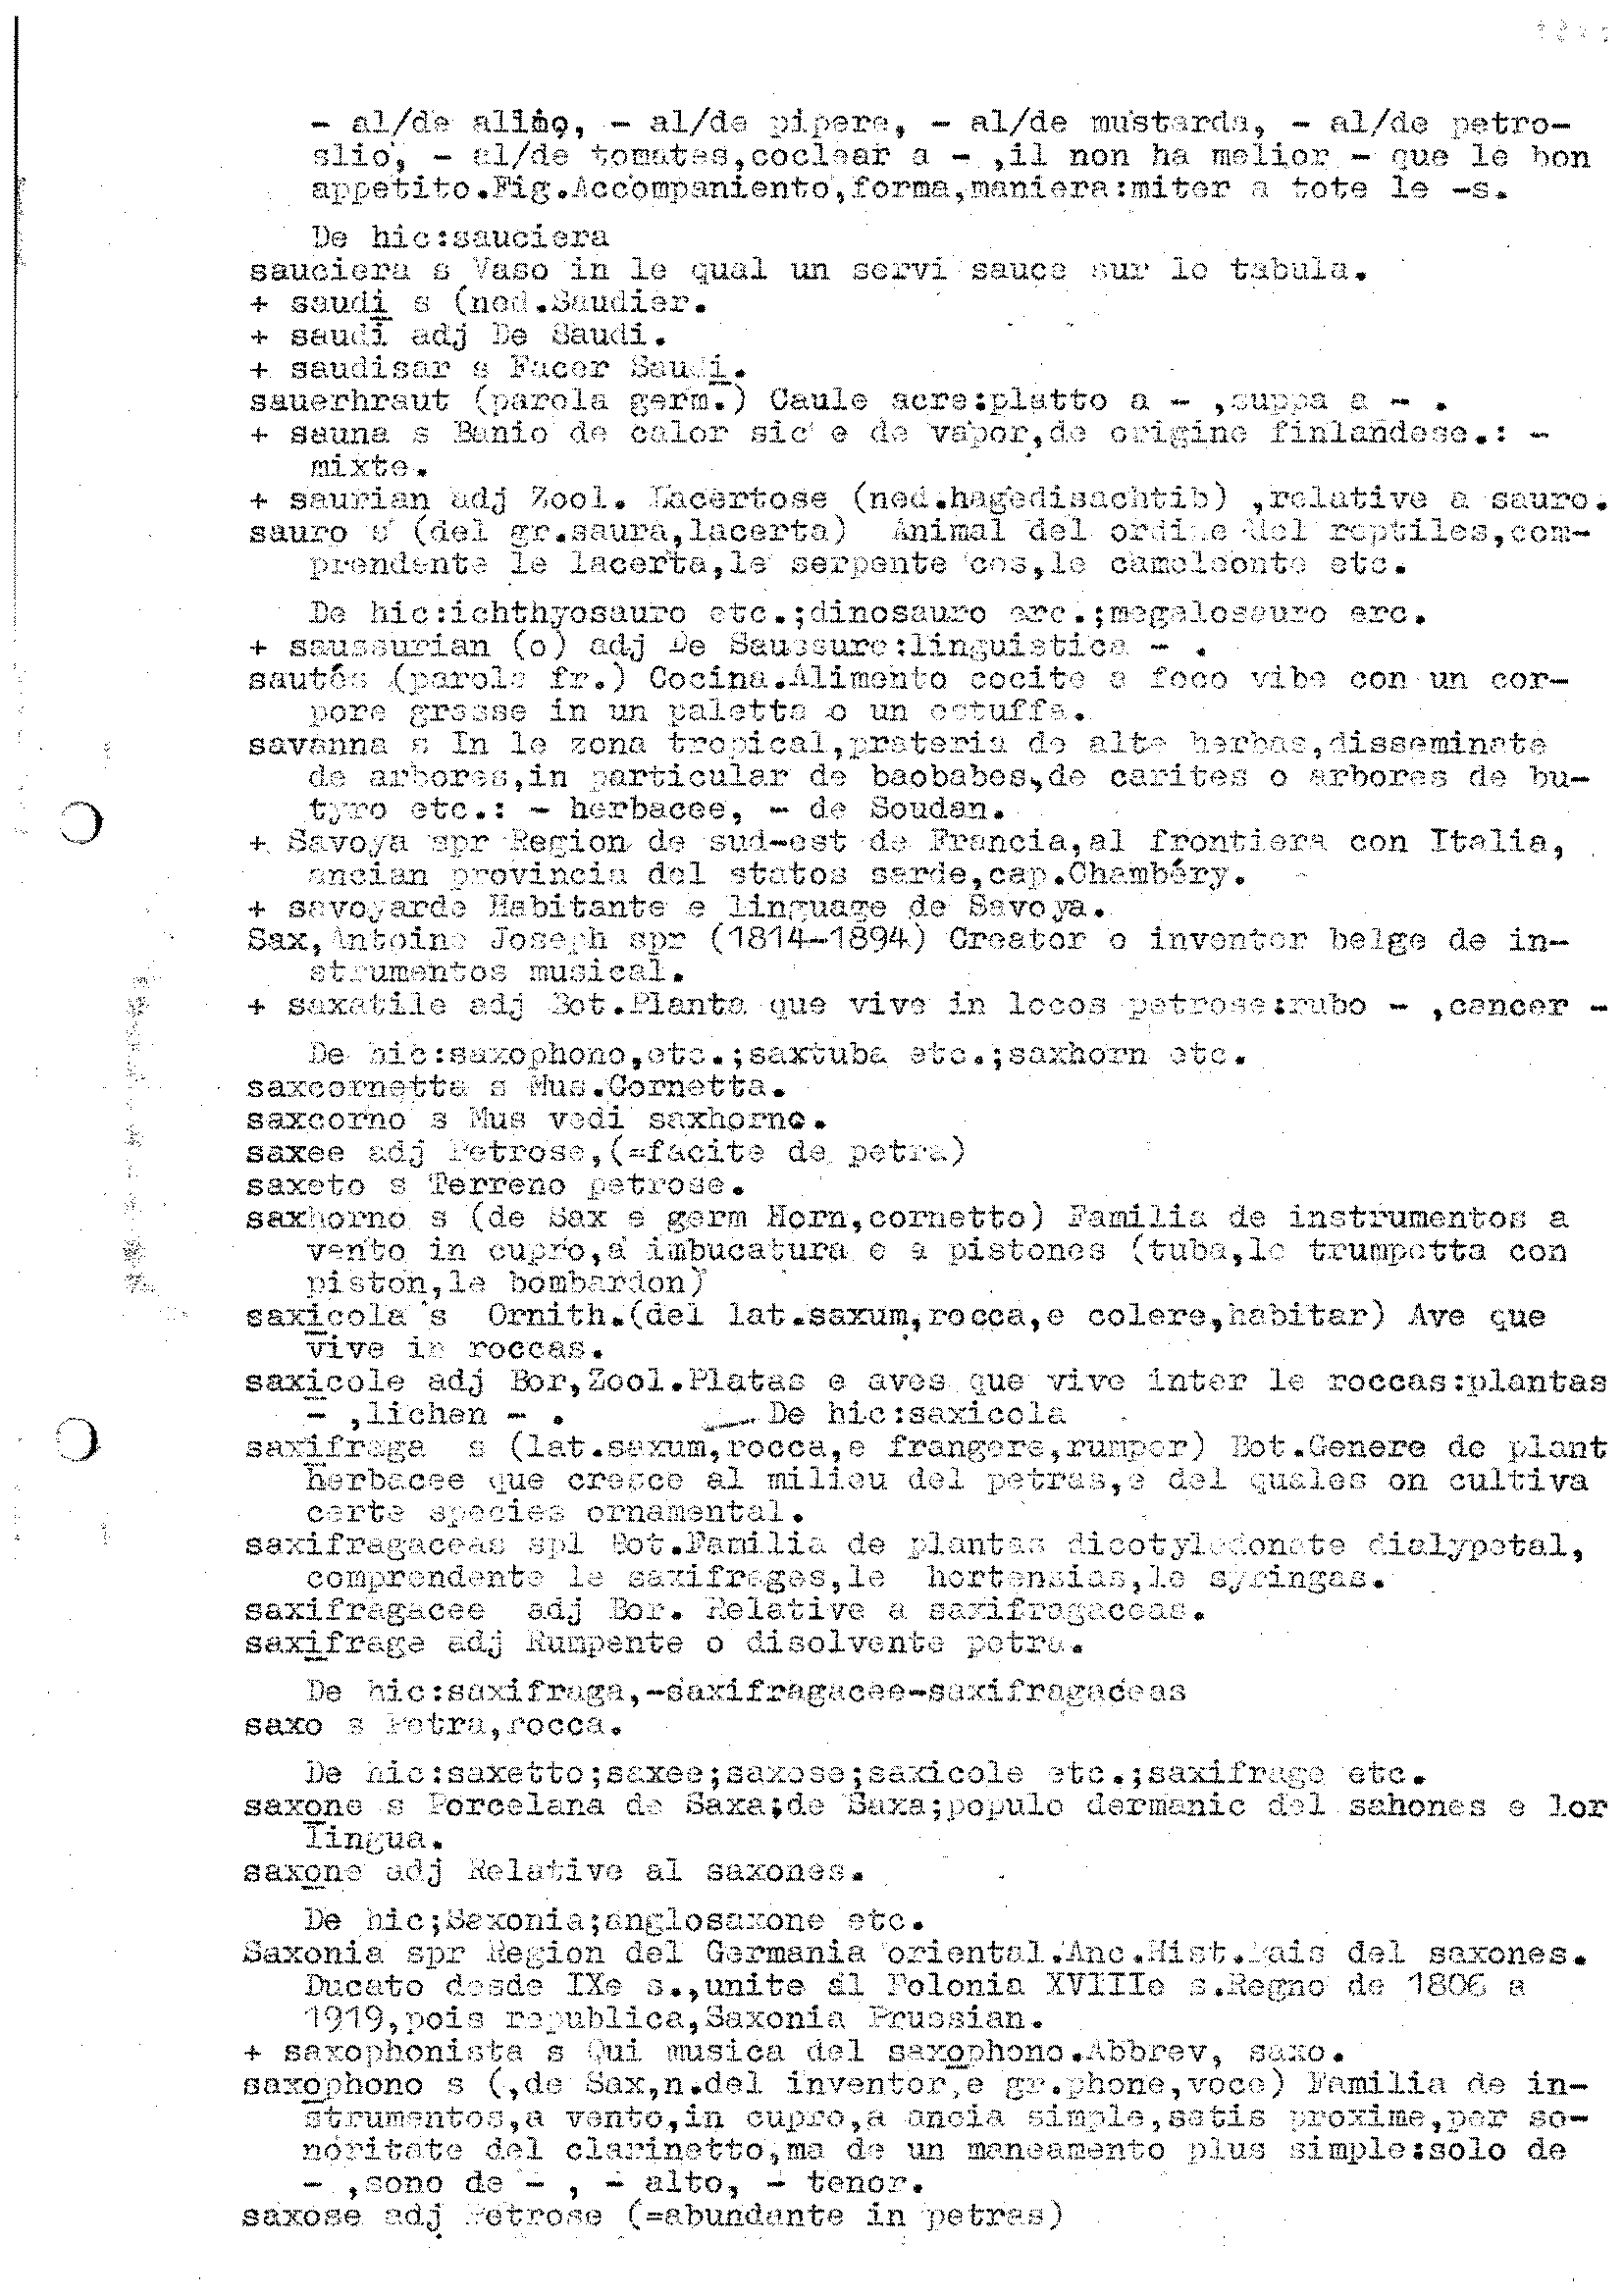 - al/de allio, - al/de pipere, - al/de mustarda, - al/de petro-
slio, - al/de tomates,coclear a - ,il non ha melior - que le bon
appetito.Fig.Accompaniento,forma,maniera:miter a tote le -s.
De hic:sauciera
sauciera s Vaso in le qual un servi sauce sur le tabula.
+ saudi s (ned.Saudier.
+ saudi adj De Saudi.
+ saudisar s Facer Saudi.
sauerhraut (parola germ.) Caule acre:platto a - ,suppa a - .
+ sauna s Banio de calor sic e de vapor,de origine finlandese.: -
mixte.
+ saurian adj Zool. Lacertose (ned.hagedisachtib) ,relative a sauro.
sauro s (del gr.saura,lacerta) Animal del ordine del reptiles,com-
prendente le lacerta,le serpente cos,le cameleonte etc.
De hic:ichthyosauro etc.;dinosauro erc.;megalosauro erc.
+ saussurian (o) adj De Saussure:linguistica - .
sautés (parola fr.) Cocina.Alimento cocite a foco vibe con un cor-
pore grasse in un paletta o un estuffa.
savanna s In le zona tropical,prateria de alte herbas,disseminate
de arbores,in particular de baobabes,de carites o arbores de bu-
tyro etc.: - herbacee, - de Soudan.
+ Savoya spr Region de sud-est de Francia,al frontiera con Italia,
ancian provincia del statos sarde,cap.Chambéry.
+ savoyarde Habitante e linguage de Savoya.
Sax,Antoine Joseph spr (1814-1894) Creator o inventor belge de in-
strumentos musical.
+ saxatile adj Bot.Planta que vive in locos petrose:rubo - ,cancer -
De hic:saxophono,etc.;saxtuba etc.;saxhorn etc.
saxcornetta s Mus.Cornetta.
saxcorno s Mus vedi saxhorno.
saxee adj Petrose,(=facite de petra)
saxeto s Terreno petrose.
saxhorno s (de Sax e germ Horn,cornetto) Familia de instrumentos a
vento in cupro,a imbucatura e a pistones (tuba,le trumpetta con
piston,le bombardon)
saxicola s Ornith.(del lat.saxum,rocca,e colere,habitar) Ave que
vive in roccas.
saxicole adj Bor,Zool.Platas e aves que vive inter le roccas:plantas
- ,lichen - . De hic:saxicola
saxifraga s (lat.saxum,rocca,e frangere,rumper) Bot.Genere de plant
herbacee que cresce al milieu del petras,e del quales on cultiva
certe species ornamental.
saxifragaceas spl Bot.Familia de plantas dicotyledonate dialypetal,
comprendente le saxifrages,le hortensias,le syringas.
saxifragacee adj Bor. Relative a saxifragaceas.
saxifrage adj Rumpente o disolvente petra.
De hic:saxifraga,-saxifragacee-saxifragaceas
saxo s Petra,rocca.
De hic:saxetto;saxee;saxose;saxicole etc.;saxifrage etc.
saxone s Porcelana de Saxa;de Saxa;populo dermanic del sahones e lor
lingua.
saxone adj Relative al saxones.
De hic;Saxonia;anglosaxone etc.
Saxonia spr Region del Germania oriental.Anc.Hist.Pais del saxones.
Ducato desde IXe s.,unite al Polonia XVIIIe s.Regno de 1806 a
1919,pois republica,Saxonia Prussian.
+ saxophonista s Qui musica del saxophono.Abbrev, saxo.
saxophono s (,de Sax,n.del inventor,e gr.phone,voce) Familia de in-
strumentos,a vento,in cupro,a ancia simple,satis proxime,per so-
noritate del clarinetto,ma de un maneamento plus simple:solo de
- ,sono de - , - alto, - tenor.
saxose adj Petrose (=abundante in petras)